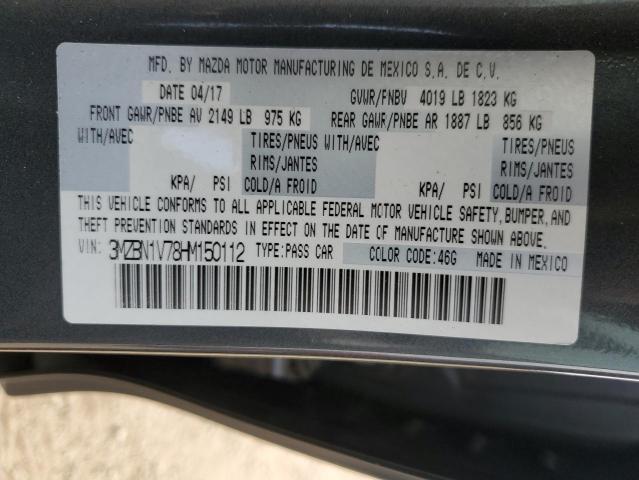 MFD. BY MAZDA MOTOR MANUFACTURING DE MEXICO S.A. DE C.V.
DATE 04/17 GVWR/PNBV 4019 LB 1823 KG
FRONT GAWR/PNBE AV 2149 LB 975 KG REAR GAWR/PNBE AR 1887 LB 856 KG
WITH/AVEC TIRES/PNEUS WITH/AVEC TIRES/PNEUS
RIMS/JANTES RIMS/JANTES
KPA/ PSI COLD/A FROID KPA/ PSI COLD/A FROID
THIS VEHICLE CONFORMS TO ALL APPLICABLE FEDERAL MOTOR VEHICLE SAFETY, BUMPER, AND
THEFT PREVENTION STANDARDS IN EFFECT ON THE DATE OF MANUFACTURE SHOWN ABOVE.
VIN: 3MZBN1V78HM150112 TYPE: PASS CAR COLOR CODE: 46G MADE IN MEXICO